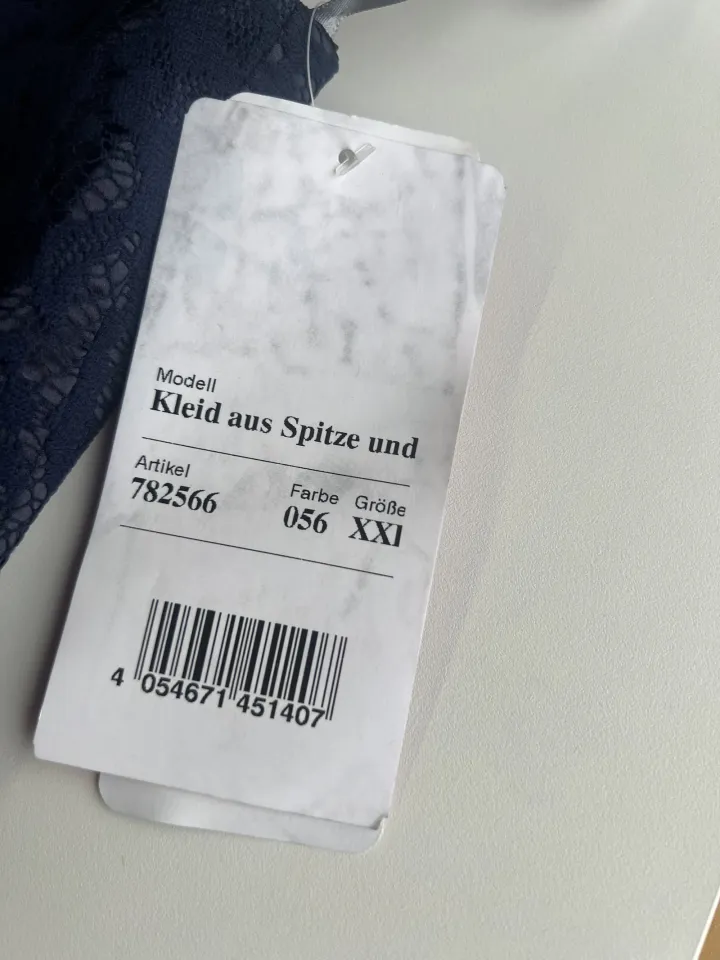 Modell
Kleid aus Spitze und
Artikel Farbe Größe
782566 056 XXl
4 054671 451407